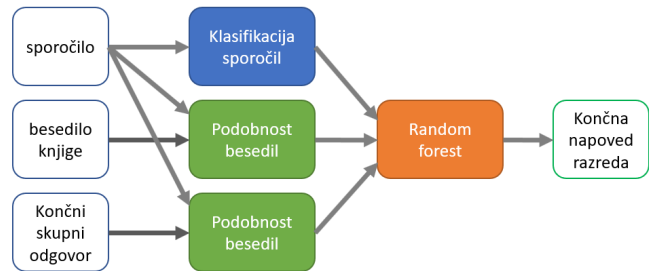 sporočilo
Klasifikacija
sporočil
besedilo
knjige
Podobnost
besedil
Random
forest
Končna
napoved
razreda
Končni
skupni
odgovor
Podobnost
besedil